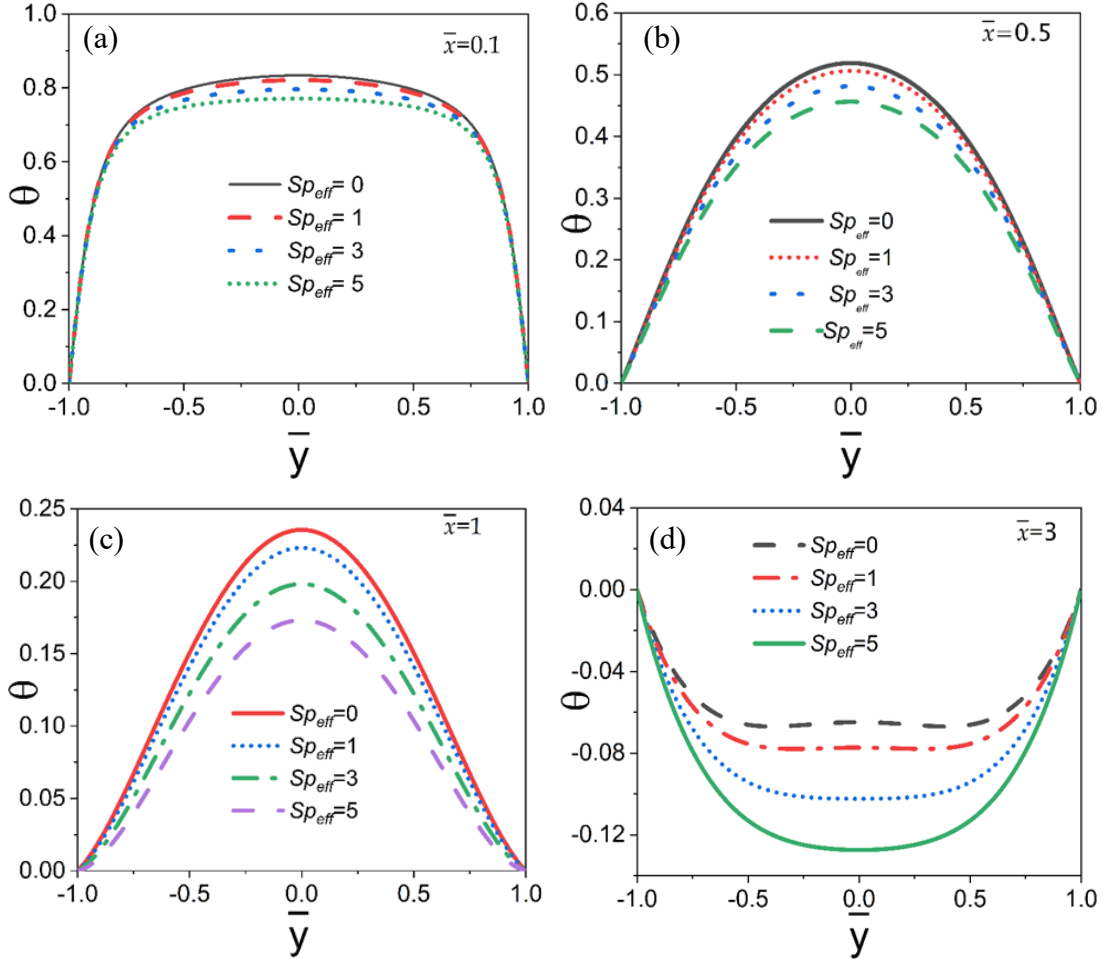 (a)
x̅=0.1
1.0
0.8
0.6
0.4
0.2
0.0
θ
Sp_eff= 0
Sp_eff= 1
Sp_eff= 3
Sp_eff= 5
-1.0 -0.5 0.0 0.5 1.0
y̅
(b)
x̅=0.5
0.6
0.5
0.4
0.3
0.2
0.1
0.0
θ
Sp_eff=0
Sp_eff=1
Sp_eff=3
Sp_eff=5
-1.0 -0.5 0.0 0.5 1.0
y̅
(c)
x̅=1
0.25
0.20
0.15
0.10
0.05
0.00
θ
Sp_eff=0
Sp_eff=1
Sp_eff=3
Sp_eff=5
-1.0 -0.5 0.0 0.5 1.0
y̅
(d)
x̅=3
0.04
0.00
-0.04
-0.08
-0.12
θ
Sp_eff=0
Sp_eff=1
Sp_eff=3
Sp_eff=5
-1.0 -0.5 0.0 0.5 1.0
y̅